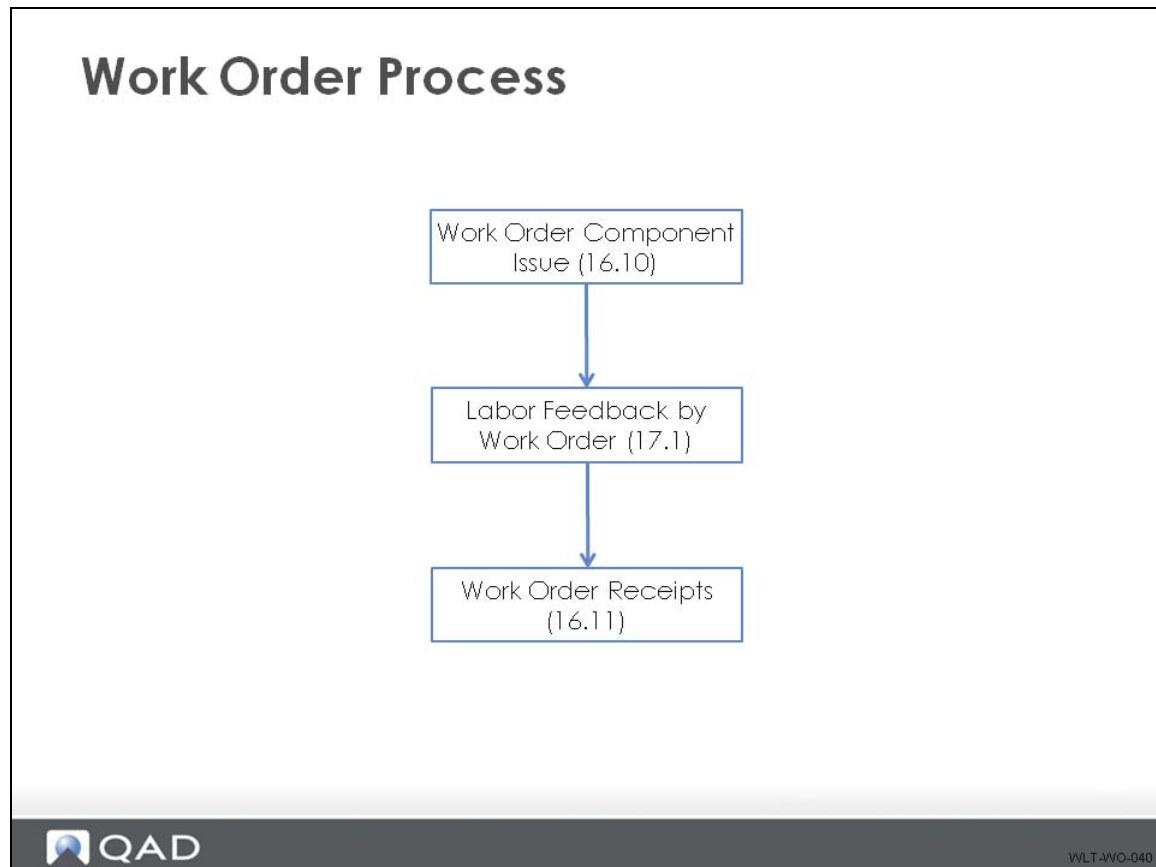 Work Order Process
Work Order Component
Issue (16.10)
Labor Feedback by
Work Order (17.1)
Work Order Receipts
(16.11)
QAD
WLT-WO-040